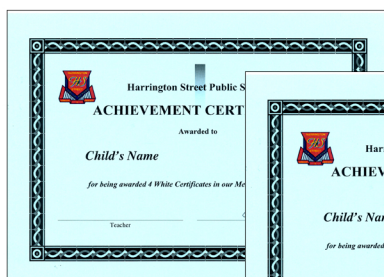 Harrington Street Public S
ACHIEVEMENT CERT
Awarded to
Child's Name
for being awarded 4 White Certificates in our Me
Teacher
Har
ACHIEV
Child's Nam
for being awarded